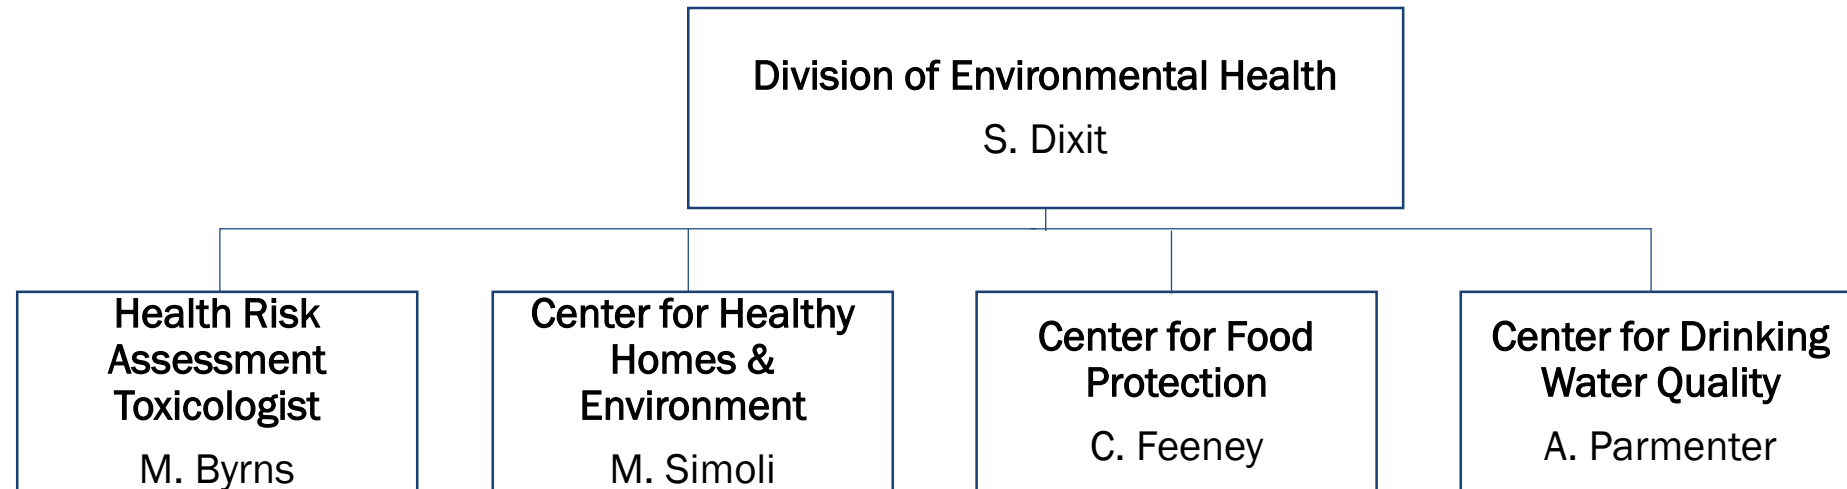 Division of Environmental Health
S. Dixit
Health Risk
Assessment
Toxicologist
M. Byrns
Center for Healthy
Homes &
Environment
M. Simoli
Center for Food
Protection
C. Feeney
Center for Drinking
Water Quality
A. Parmenter